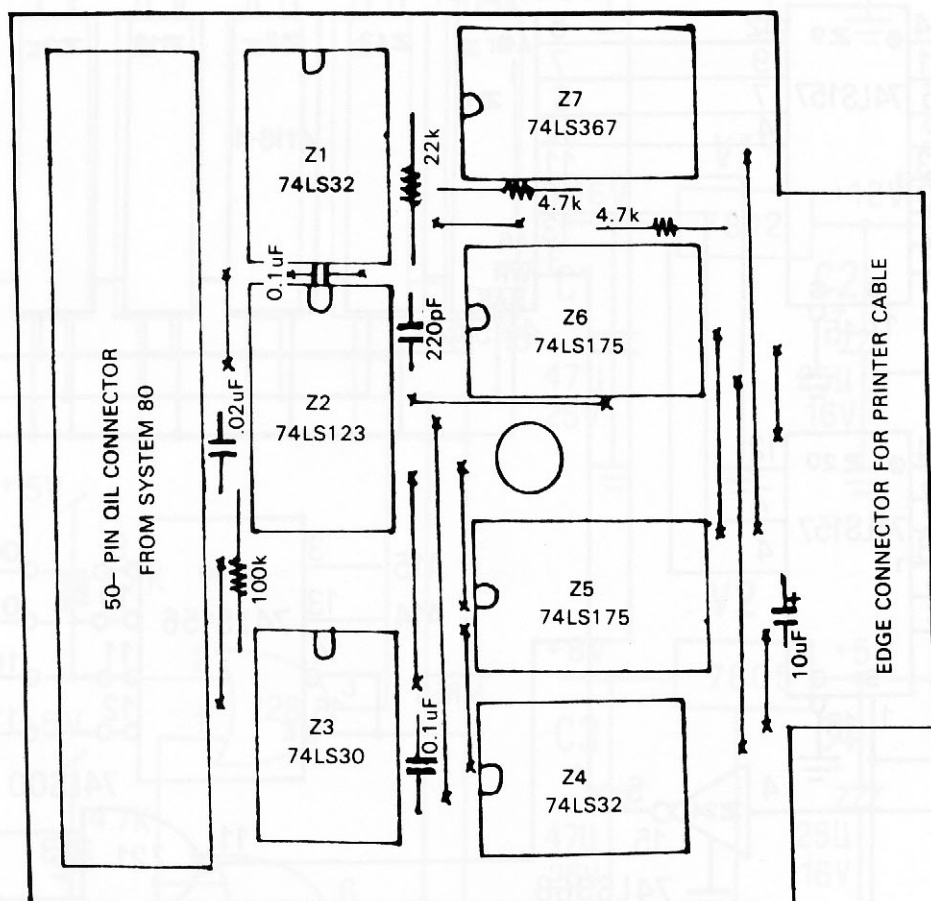 50- PIN QIL CONNECTOR
FROM SYSTEM 80
Z1
74LS32
0.1uF
.02uF
Z2
74LS123
100k
Z3
74LS30
22k
220pF
0.1uF
Z7
74LS367
4.7k
4.7k
Z6
74LS175
Z5
74LS175
Z4
74LS32
+
10uF
EDGE CONNECTOR FOR PRINTER CABLE